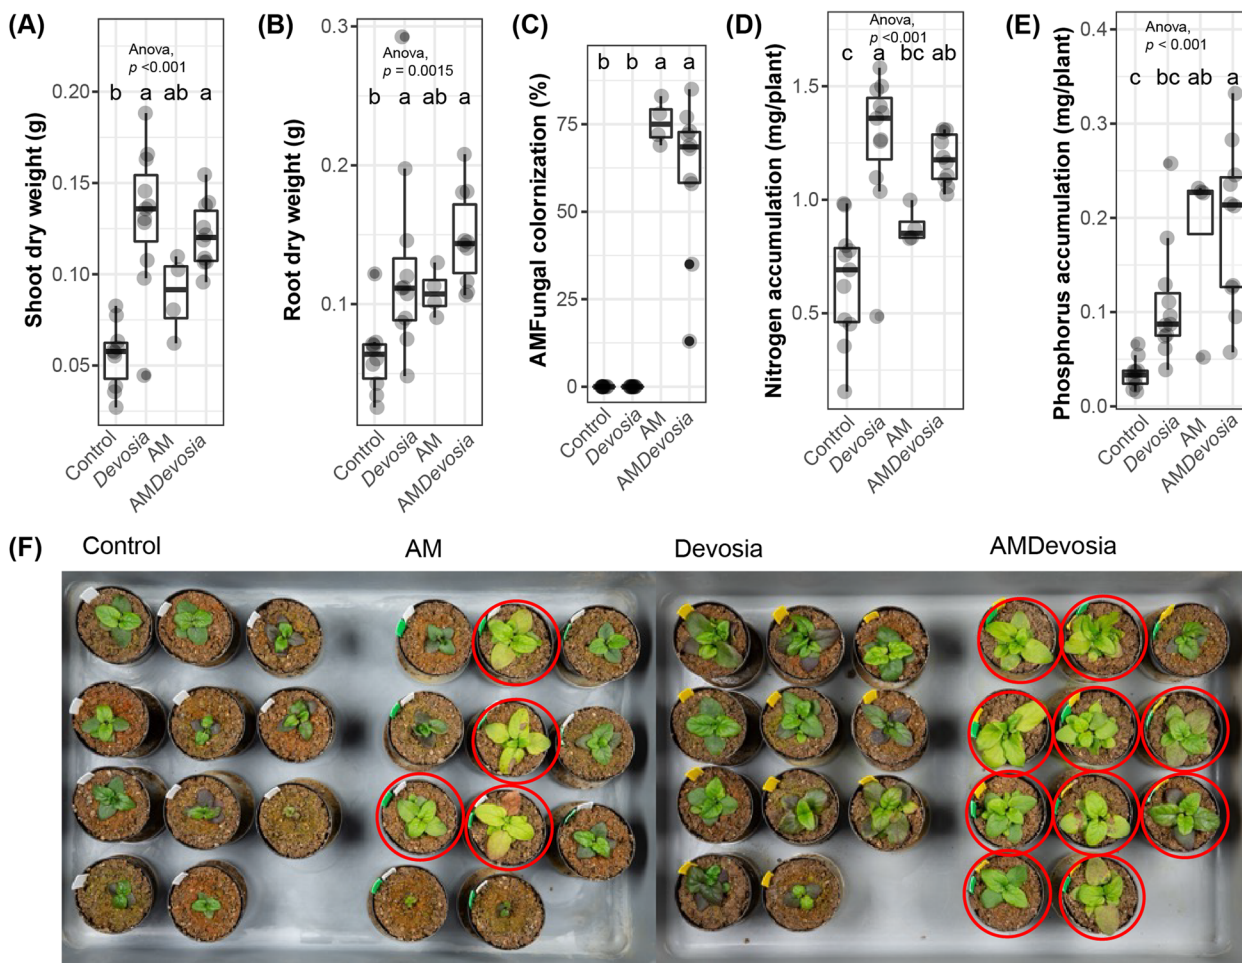 (A)
Anova,
p <0.001
b a ab a
Shoot dry weight (g)
0.20
0.15
0.10
0.05
Control
Devosia
AM
AMDevosia
(B)
Anova,
p = 0.0015
b a ab a
Root dry weight (g)
0.3
0.2
0.1
Control
Devosia
AM
AMDevosia
(C)
b b a a
AMFungal colornization (%)
75
50
25
0
Control
Devosia
AM
AMDevosia
(D)
Anova,
p <0.001
c a bc ab
Nitrogen accumulation (mg/plant)
1.5
1.0
0.5
Control
Devosia
AM
AMDevosia
(E)
Anova,
p < 0.001
c bc ab a
Phosphorus accumulation (mg/plant)
0.4
0.3
0.2
0.1
0.0
Control
Devosia
AM
AMDevosia
(F)
Control AM Devosia AMDevosia